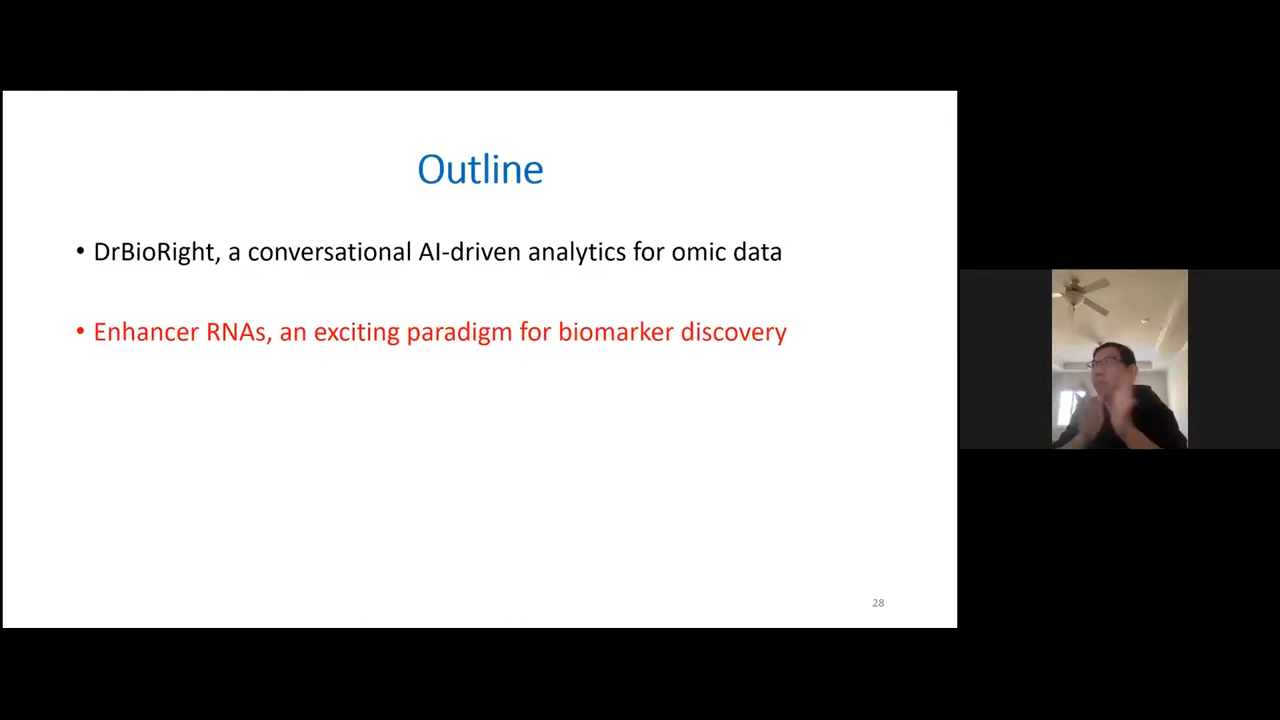 Outline
• DrBioRight, a conversational AI-driven analytics for omic data
• Enhancer RNAs, an exciting paradigm for biomarker discovery
28